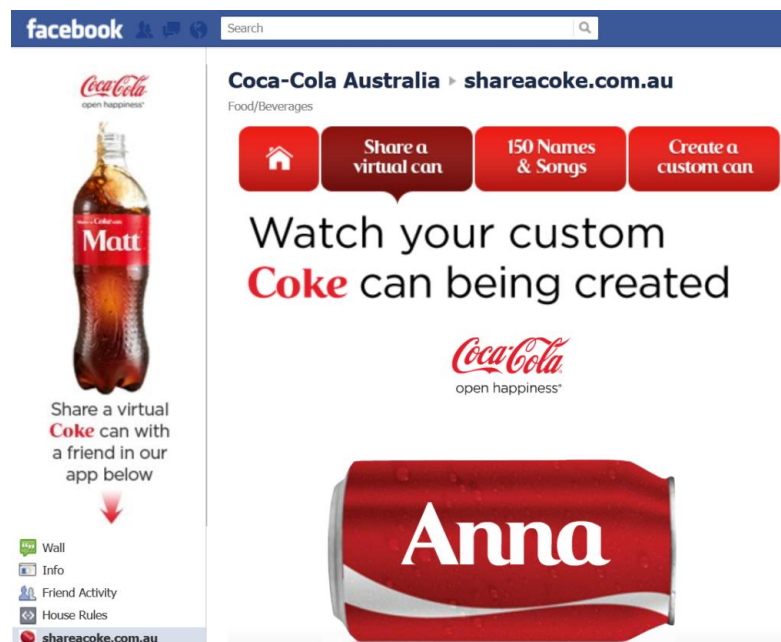 facebook
Search
Coca-Cola
open happiness®
Matt
Share a virtual
Coke can with
a friend in our
app below
Wall
Info
Friend Activity
House Rules
shareacoke.com.au
Coca-Cola Australia ▸ shareacoke.com.au
Food/Beverages
Share a
virtual can
150 Names
& Songs
Create a
custom can
Watch your custom
Coke can being created
Coca-Cola
open happiness®
Anna